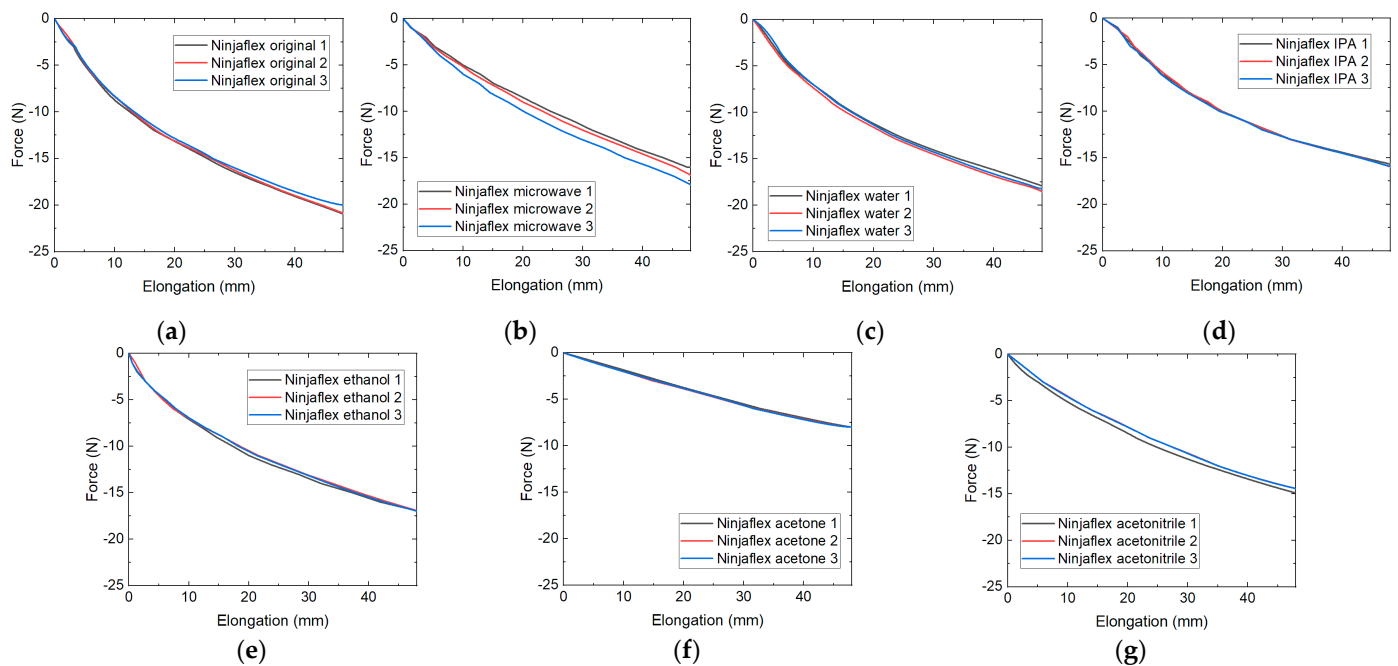 0
-5
-10
-15
-20
-25
Force (N)
0 10 20 30 40
Elongation (mm)
Ninjaflex original 1
Ninjaflex original 2
Ninjaflex original 3
(a)
0
-5
-10
-15
-20
-25
Force (N)
0 10 20 30 40
Elongation (mm)
Ninjaflex microwave 1
Ninjaflex microwave 2
Ninjaflex microwave 3
(b)
0
-5
-10
-15
-20
-25
Force (N)
0 10 20 30 40
Elongation (mm)
Ninjaflex water 1
Ninjaflex water 2
Ninjaflex water 3
(c)
0
-5
-10
-15
-20
-25
Force (N)
0 10 20 30 40
Elongation (mm)
Ninjaflex IPA 1
Ninjaflex IPA 2
Ninjaflex IPA 3
(d)
0
-5
-10
-15
-20
-25
Force (N)
0 10 20 30 40
Elongation (mm)
Ninjaflex ethanol 1
Ninjaflex ethanol 2
Ninjaflex ethanol 3
(e)
0
-5
-10
-15
-20
-25
Force (N)
0 10 20 30 40
Elongation (mm)
Ninjaflex acetone 1
Ninjaflex acetone 2
Ninjaflex acetone 3
(f)
0
-5
-10
-15
-20
-25
Force (N)
0 10 20 30 40
Elongation (mm)
Ninjaflex acetonitrile 1
Ninjaflex acetonitrile 2
Ninjaflex acetonitrile 3
(g)